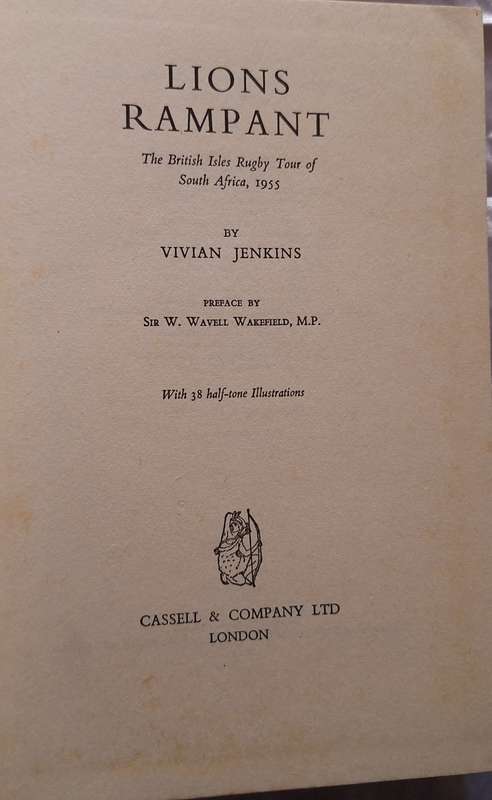 LIONS
RAMPANT
The British Isles Rugby Tour of
South Africa, 1955
BY
VIVIAN JENKINS
PREFACE BY
SIR W. WAVELL WAKEFIELD, M.P.
With 38 half-tone Illustrations
CASSELL & COMPANY LTD
LONDON